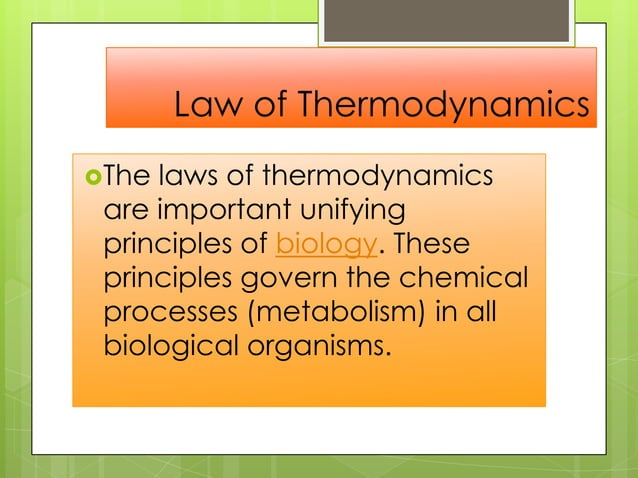 Law of Thermodynamics
The laws of thermodynamics
are important unifying
principles of biology. These
principles govern the chemical
processes (metabolism) in all
biological organisms.